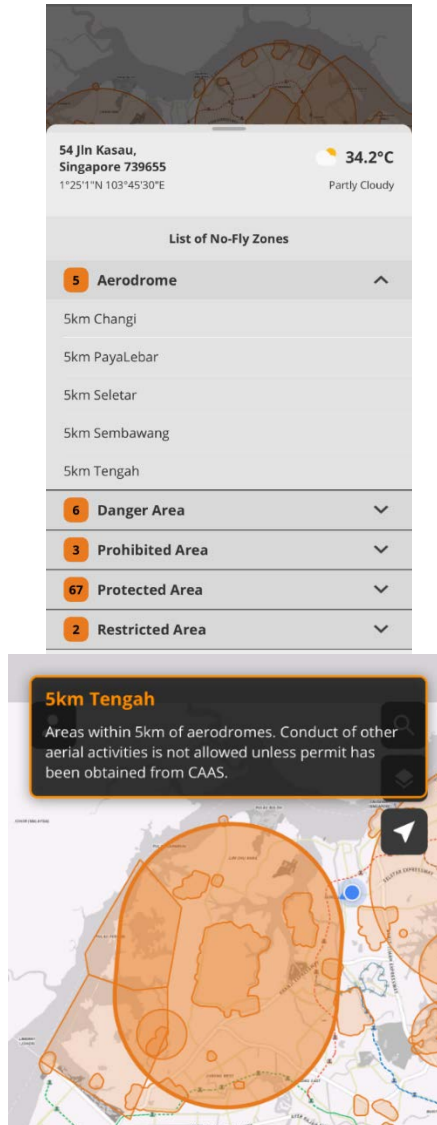 54 Jln Kasau,
Singapore 739655
1°25'1"N 103°45'30"E
34.2°C
Partly Cloudy
List of No-Fly Zones
5 Aerodrome
5km Changi
5km PayaLebar
5km Seletar
5km Sembawang
5km Tengah
6 Danger Area
3 Prohibited Area
67 Protected Area
2 Restricted Area
5km Tengah
Areas within 5km of aerodromes. Conduct of other
aerial activities is not allowed unless permit has
been obtained from CAAS.
SELETAR EXPRESSWAY